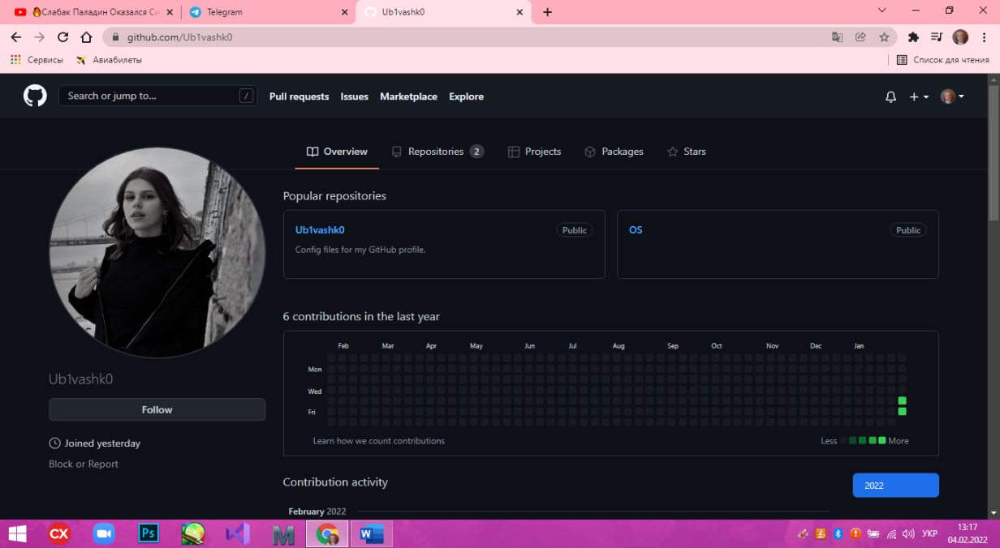 🔥Слабак Паладин Оказался Си
Telegram
Ub1vashk0
github.com/Ub1vashk0
Сервисы
Авиабилеты
Список для чтения
Search or jump to...
/
Pull requests
Issues
Marketplace
Explore
Overview
Repositories 2
Projects
Packages
Stars
Popular repositories
Ub1vashk0
Public
Config files for my GitHub profile.
OS
Public
6 contributions in the last year
Feb Mar Apr May Jun Jul Aug Sep Oct Nov Dec Jan
Mon
Wed
Fri
Learn how we count contributions
Less
More
Ub1vashk0
Follow
Joined yesterday
Block or Report
Contribution activity
2022
February 2022
CX
Ps
M
W
УКР
13:17
04.02.2022